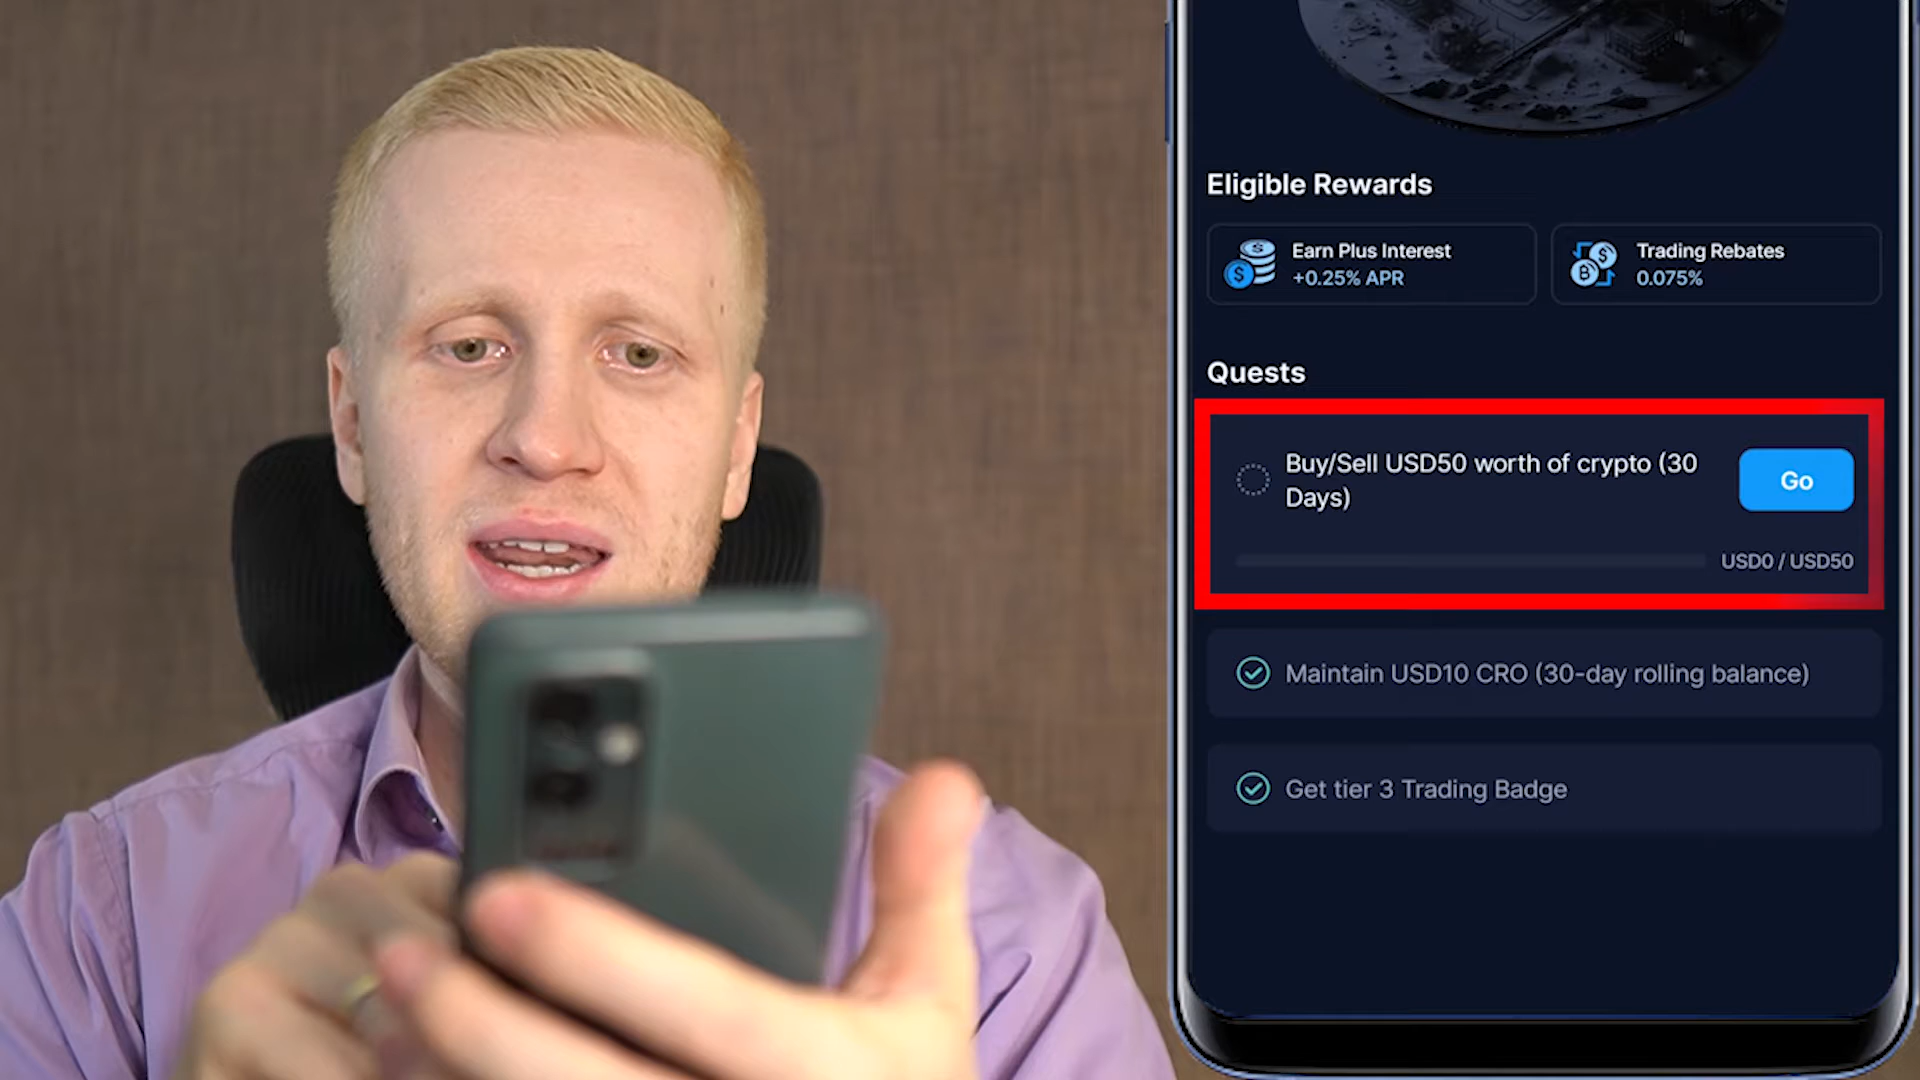 Eligible Rewards
Earn Plus Interest
+0.25% APR
Trading Rebates
0.075%
Quests
Buy/Sell USD50 worth of crypto (30
Days)
Go
USD0 / USD50
Maintain USD10 CRO (30-day rolling balance)
Get tier 3 Trading Badge